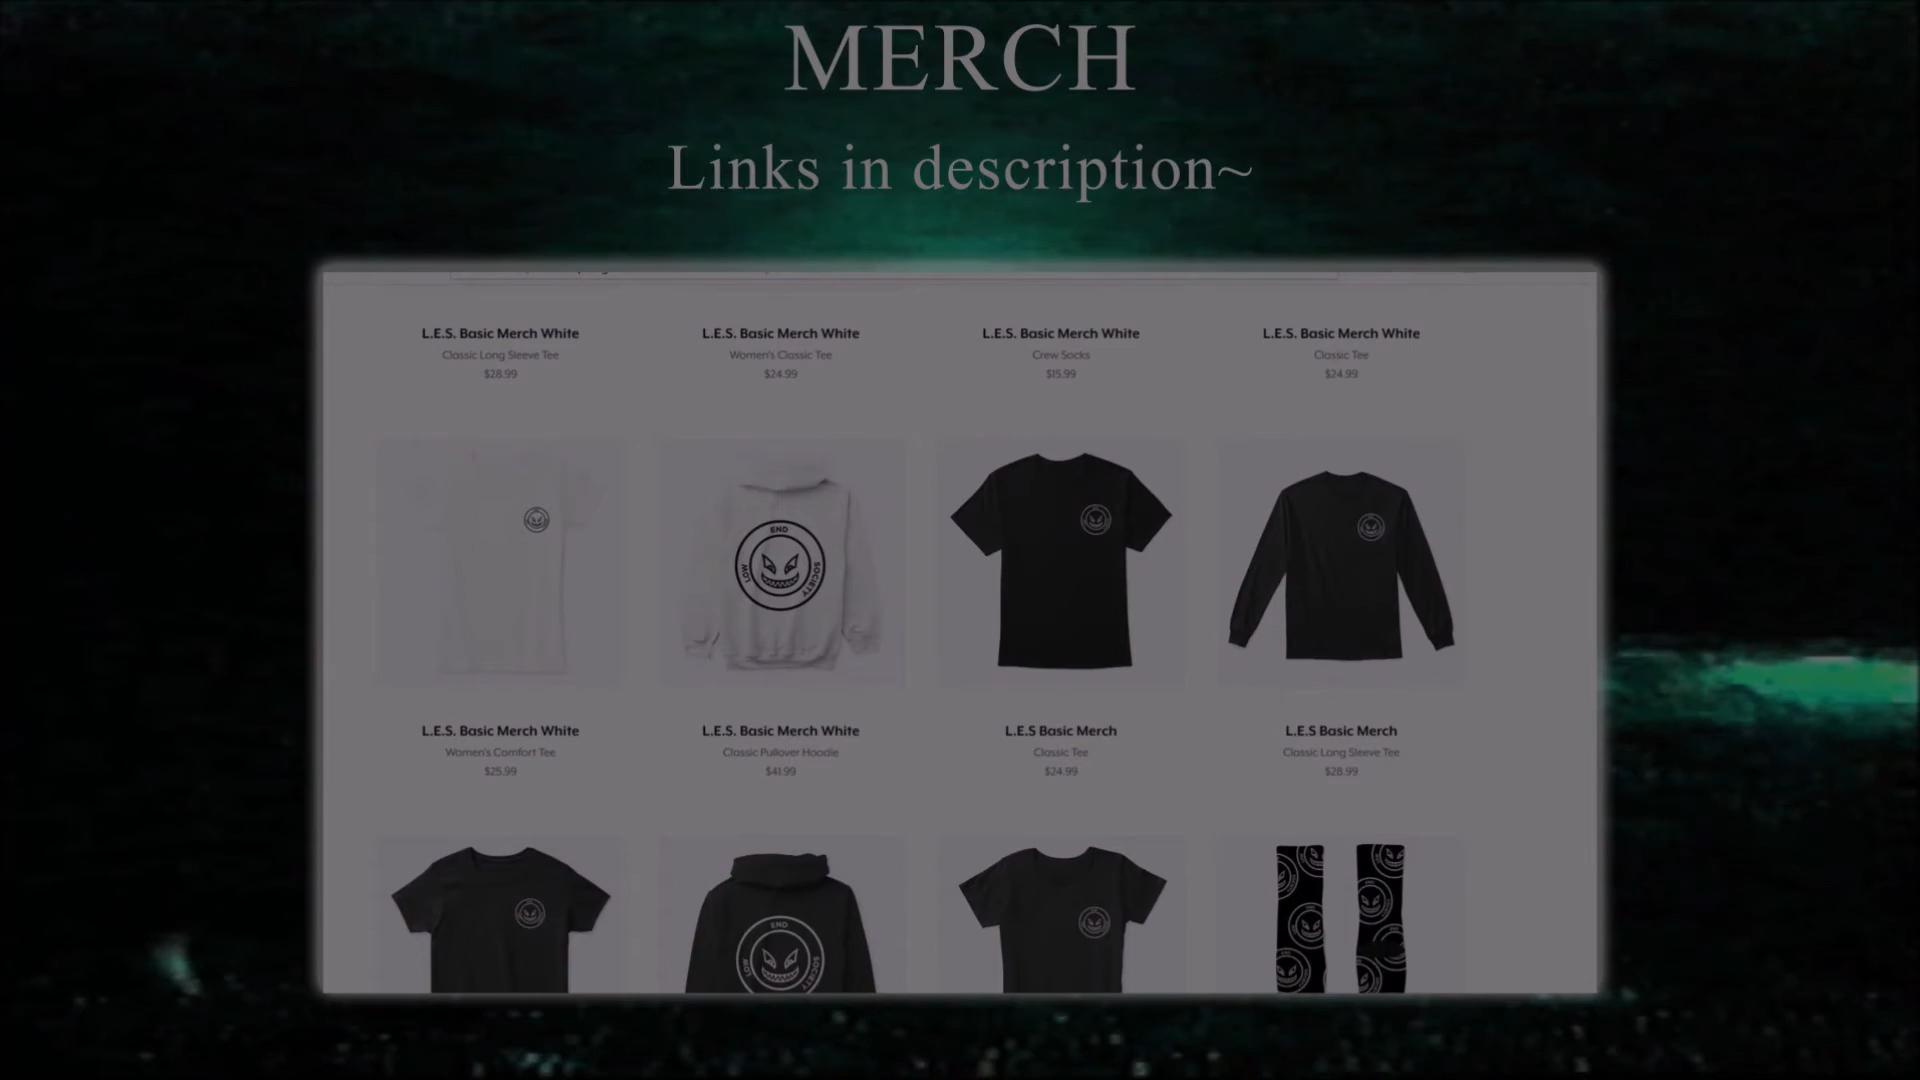 MERCH
Links in description~
L.E.S. Basic Merch White
Classic Long Sleeve Tee
$28.99
L.E.S. Basic Merch White
Women's Classic Tee
$24.99
L.E.S. Basic Merch White
Crew Socks
$15.99
L.E.S. Basic Merch White
Classic Tee
$24.99
END
LOW
SOCIETY
L.E.S. Basic Merch White
Women's Comfort Tee
$25.99
L.E.S. Basic Merch White
Classic Pullover Hoodie
$41.99
L.E.S Basic Merch
Classic Tee
$24.99
L.E.S Basic Merch
Classic Long Sleeve Tee
$28.99
END
LOW
SOCIETY